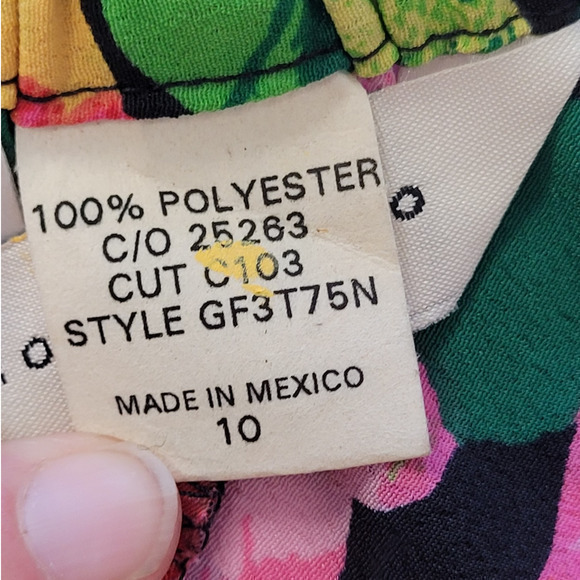 100% POLYESTER
C/O 25263
CUT C103
STYLE GF3T75N
MADE IN MEXICO
10